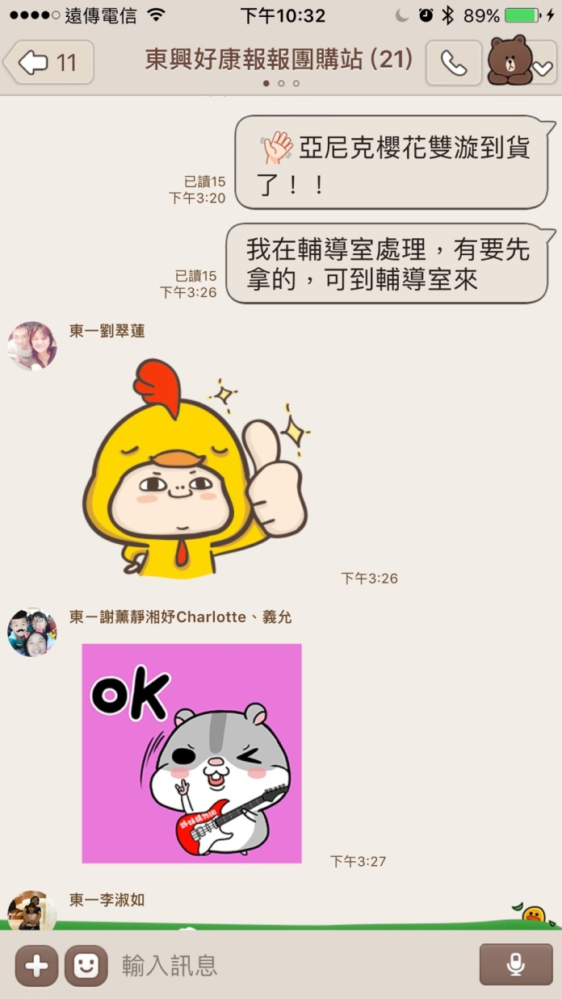 遠傳電信 下午10:32 89%
11 東興好康報報團購站 (21)
亞尼克櫻花雙漩到貨
了！！
已讀15
下午3:20
我在輔導室處理，有要先
拿的，可到輔導室來
已讀15
下午3:26
東一劉翠蓮
下午3:26
東一謝薰靜湘妤Charlotte、義允
OK
下午3:27
東一李淑如
輸入訊息